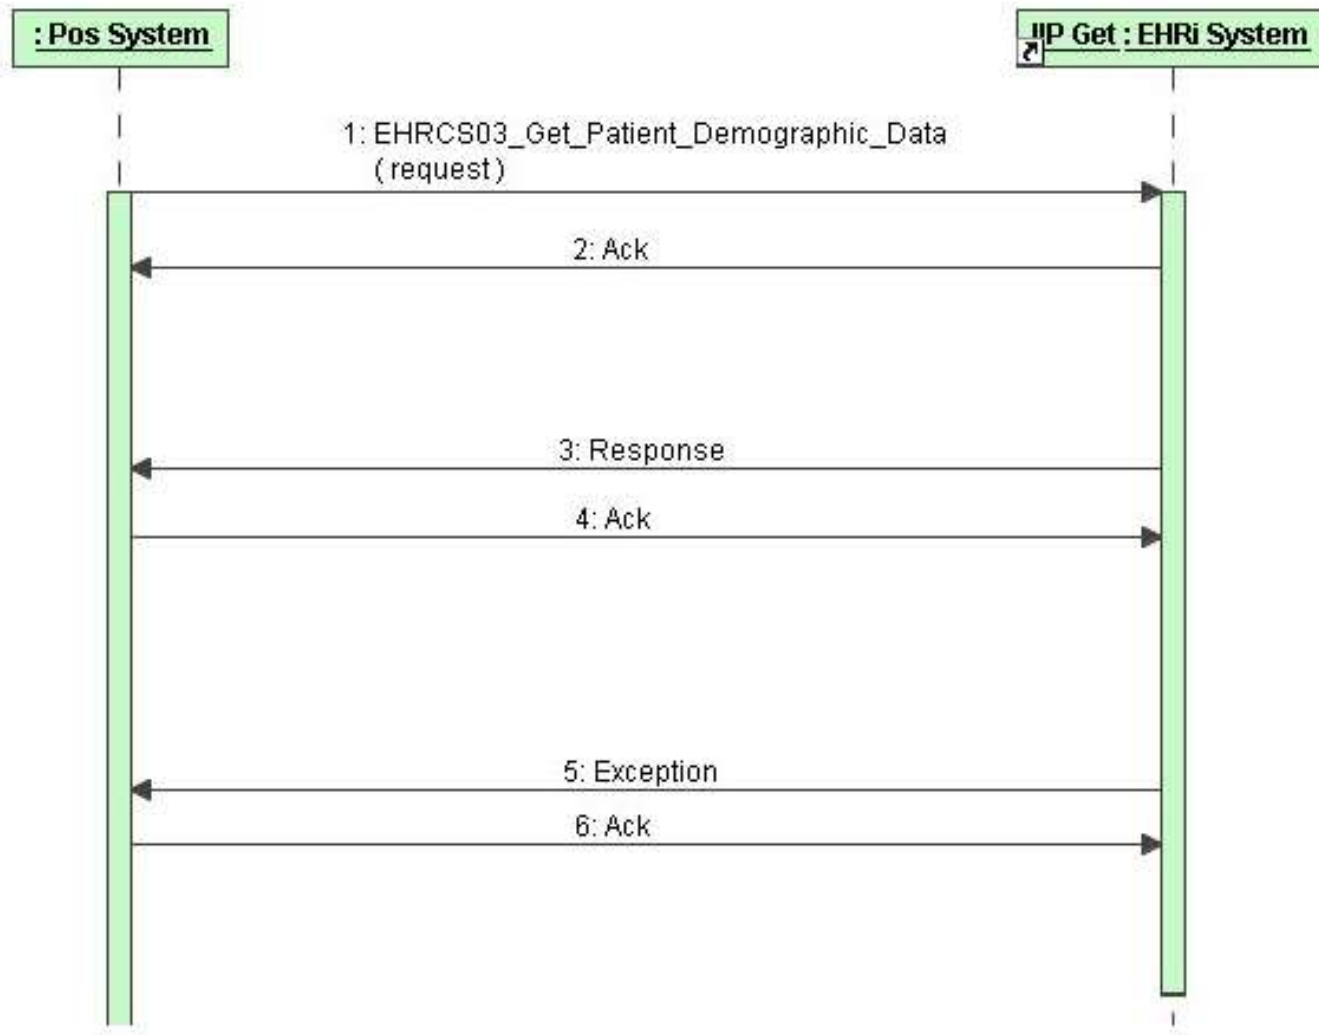 : Pos System
IIP Get : EHRi System
1: EHRCS03_Get_Patient_Demographic_Data
(request)
2: Ack
3: Response
4: Ack
5: Exception
6: Ack